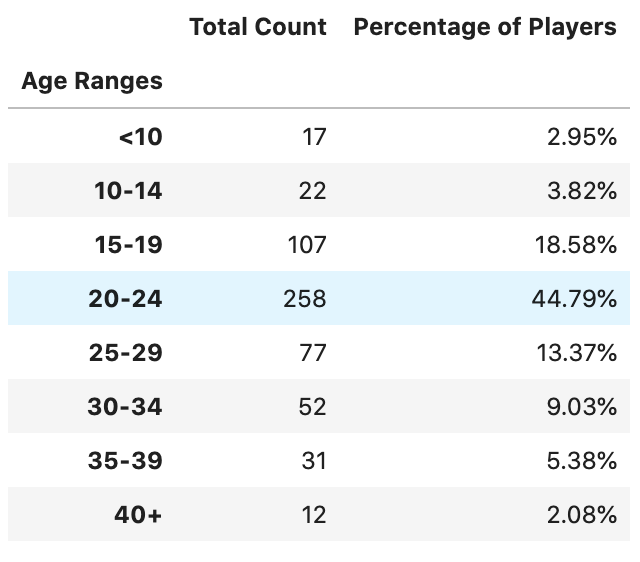 Total Count Percentage of Players
Age Ranges
<10 17 2.95%
10-14 22 3.82%
15-19 107 18.58%
20-24 258 44.79%
25-29 77 13.37%
30-34 52 9.03%
35-39 31 5.38%
40+ 12 2.08%